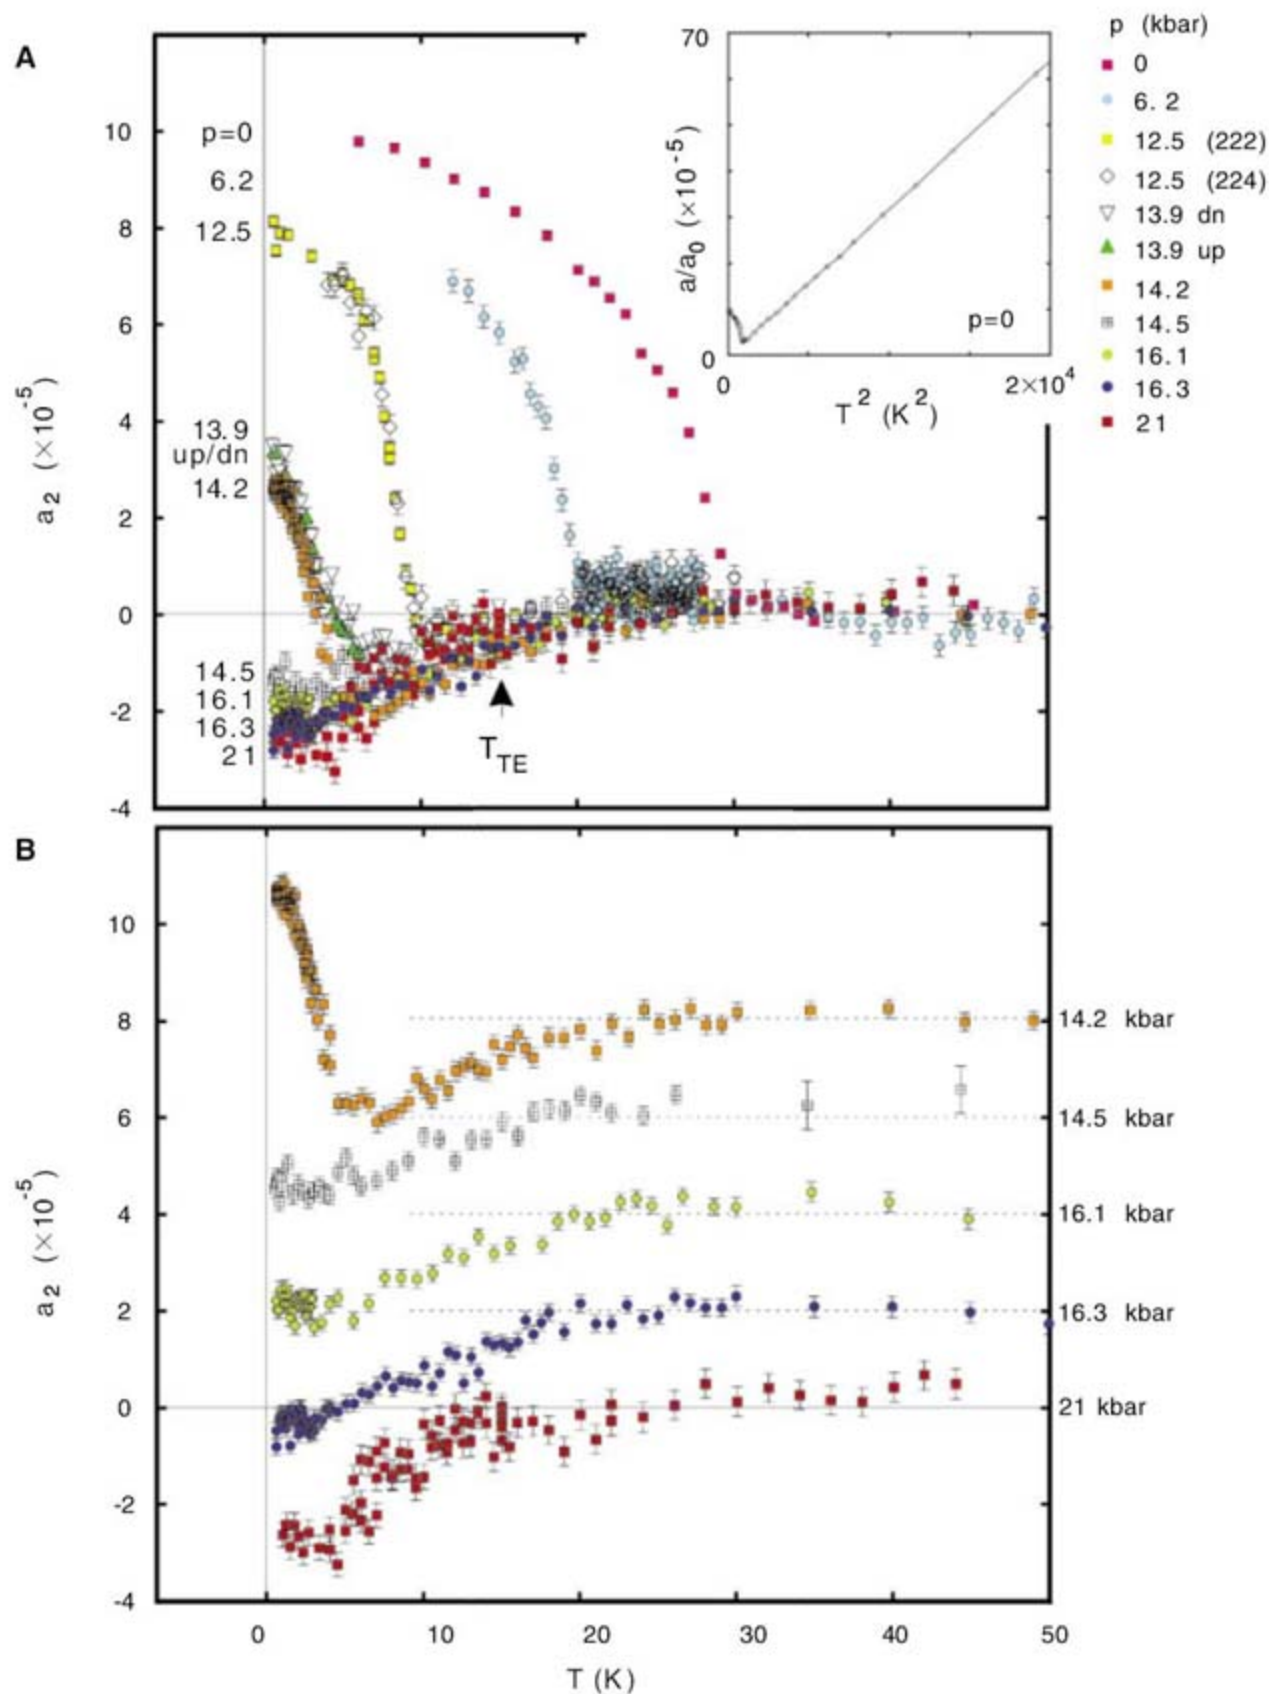 A
p=0
6.2
12.5
13.9
up/dn
14.2
14.5
16.1
16.3
21
10
8
6
4
2
0
-2
-4
a₂ (×10⁻⁵)
T_TE
70
0
a/a₀ (×10⁻⁵)
p=0
0
2×10⁴
T² (K²)
p (kbar)
0
6.2
12.5 (222)
12.5 (224)
13.9 dn
13.9 up
14.2
14.5
16.1
16.3
21
B
10
8
6
4
2
0
-2
-4
a₂ (×10⁻⁵)
14.2 kbar
14.5 kbar
16.1 kbar
16.3 kbar
21 kbar
0 10 20 30 40 50
T (K)